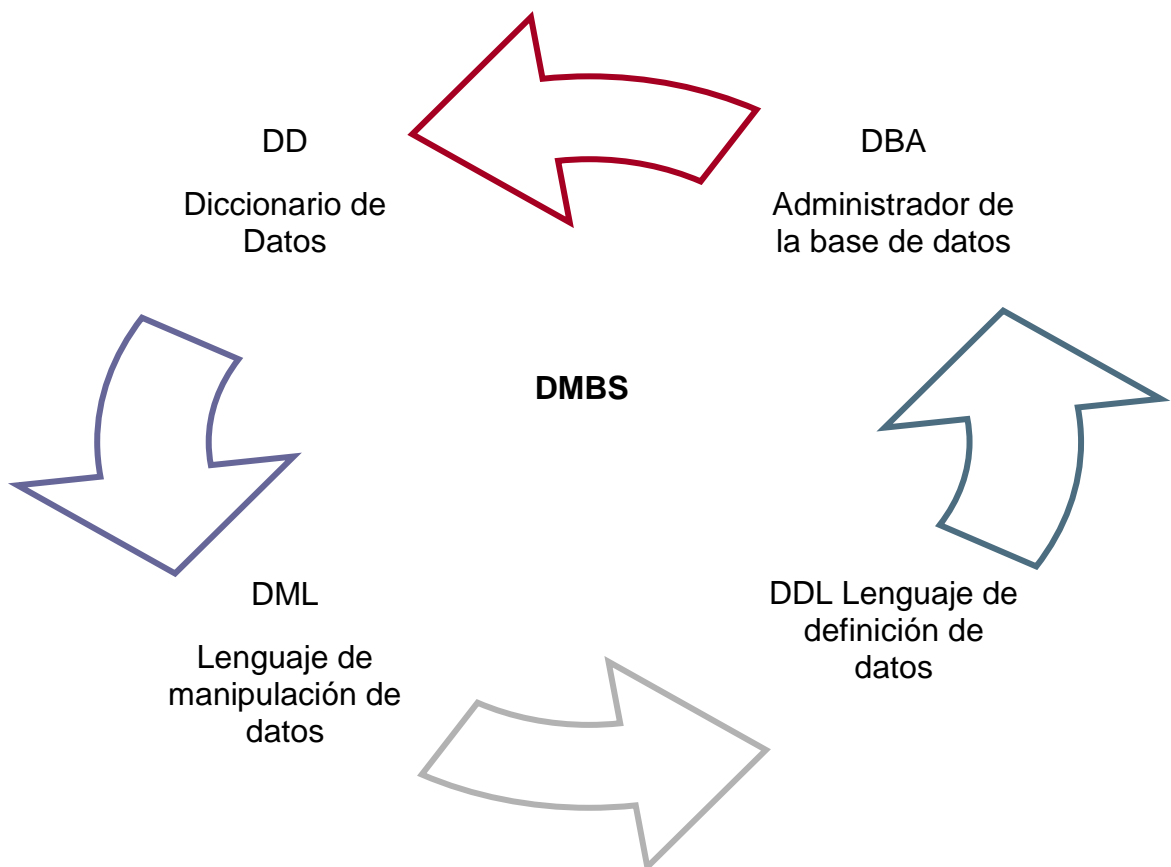 DD
Diccionario de
Datos
DBA
Administrador de
la base de datos
DMBS
DML
Lenguaje de
manipulación de
datos
DDL Lenguaje de
definición de
datos